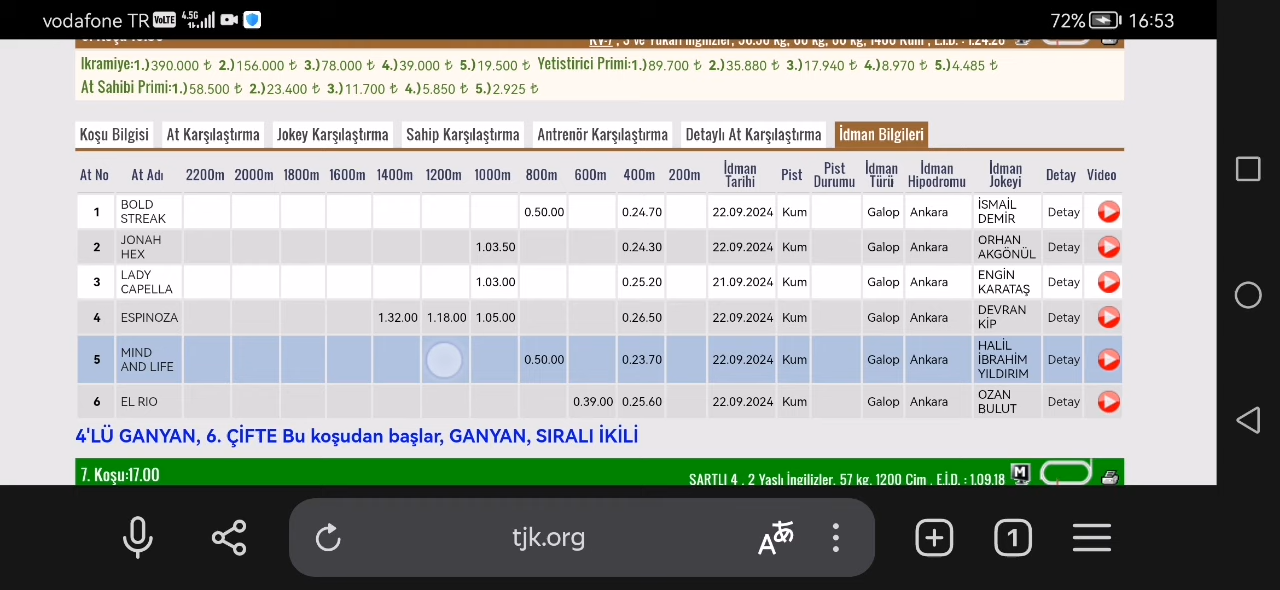 vodafone TR VoLTE 4.5G 72% 16:53
KV-7 , 3 ve Yukarı İngilizler,
İkramiye:1.)390.000 ₺ 2.)156.000 ₺ 3.)78.000 ₺ 4.)39.000 ₺ 5.)19.500 ₺ Yetistirici Primi:1.)89.700 ₺ 2.)35.880 ₺ 3.)17.940 ₺ 4.)8.970 ₺ 5.)4.485 ₺
At Sahibi Primi:1.)58.500 ₺ 2.)23.400 ₺ 3.)11.700 ₺ 4.)5.850 ₺ 5.)2.925 ₺
Koşu Bilgisi At Karşılaştırma Jokey Karşılaştırma Sahip Karşılaştırma Antrenör Karşılaştırma Detaylı At Karşılaştırma İdman Bilgileri
At No At Adı 2200m 2000m 1800m 1600m 1400m 1200m 1000m 800m 600m 400m 200m İdman Tarihi Pist Pist Durumu İdman Türü İdman Hipodromu İdman Jokeyi Detay Video
1 BOLD STREAK 0.50.00 0.24.70 22.09.2024 Kum Galop Ankara İSMAİL DEMİR Detay
2 JONAH HEX 1.03.50 0.24.30 22.09.2024 Kum Galop Ankara ORHAN AKGÖNÜL Detay
3 LADY CAPELLA 1.03.00 0.25.20 21.09.2024 Kum Galop Ankara ENGİN KARATAŞ Detay
4 ESPINOZA 1.32.00 1.18.00 1.05.00 0.26.50 22.09.2024 Kum Galop Ankara DEVRAN KİP Detay
5 MIND AND LIFE 0.50.00 0.23.70 22.09.2024 Kum Galop Ankara HALİL İBRAHİM YILDIRIM Detay
6 EL RIO 0.39.00 0.25.60 22.09.2024 Kum Galop Ankara OZAN BULUT Detay
4'LÜ GANYAN, 6. ÇİFTE Bu koşudan başlar, GANYAN, SIRALI İKİLİ
7. Koşu:17.00 ŞARTLI 4 , 2 Yaşlı İngilizler, 57 kg, 1200 Çim , E.İ.D. : 1.09.18 M
tjk.org 1